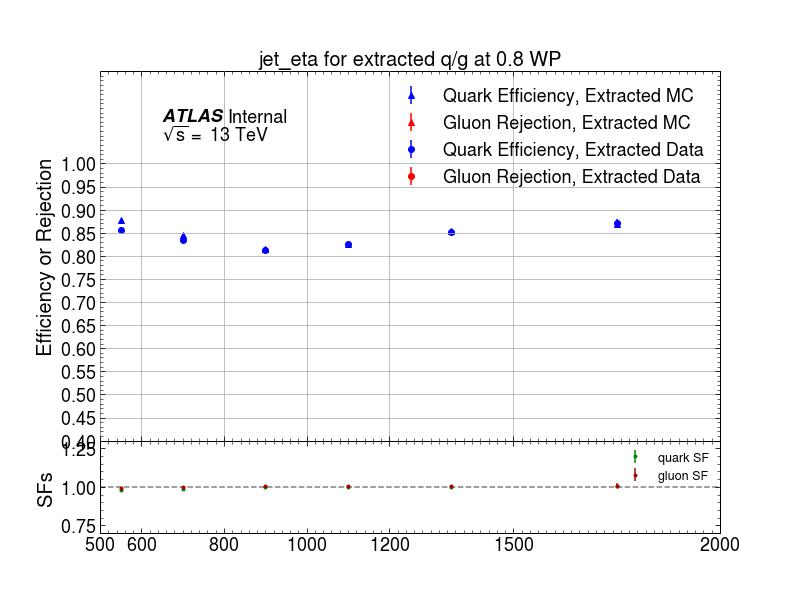 jet_eta for extracted q/g at 0.8 WP
ATLAS Internal
√s = 13 TeV
Quark Efficiency, Extracted MC
Gluon Rejection, Extracted MC
Quark Efficiency, Extracted Data
Gluon Rejection, Extracted Data
Efficiency or Rejection
1.00
0.95
0.90
0.85
0.80
0.75
0.70
0.65
0.60
0.55
0.50
0.45
0.40
SFs
1.25
1.00
0.75
quark SF
gluon SF
500 600 800 1000 1200 1500 2000